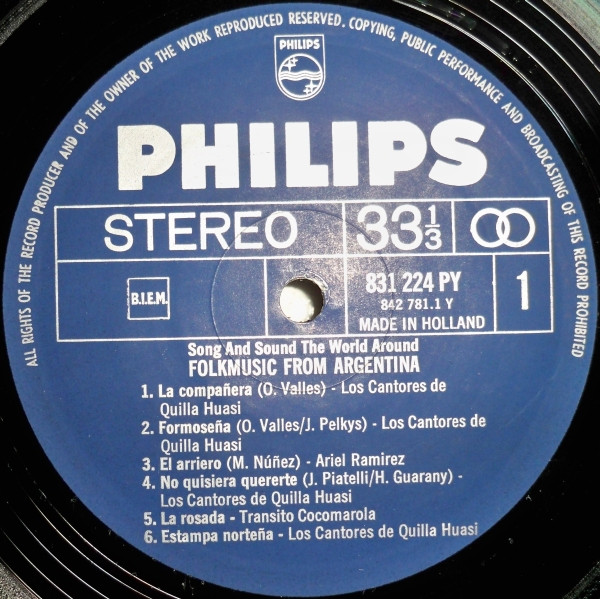 ALL RIGHTS OF THE RECORD PRODUCER AND OF THE OWNER OF THE WORK REPRODUCED RESERVED. COPYING, PUBLIC PERFORMANCE AND BROADCASTING OF THIS RECORD PROHIBITED
PHILIPS
PHILIPS
STEREO 33 1/3
B.I.E.M. 831 224 PY 1
842 781.1 Y
MADE IN HOLLAND
Song And Sound The World Around
FOLKMUSIC FROM ARGENTINA
1. La compañera (O. Valles) - Los Cantores de
Quilla Huasi
2. Formoseña (O. Valles/J. Pelkys) - Los Cantores de
Quilla Huasi
3. El arriero (M. Núñez) - Ariel Ramirez
4. No quisiera quererte (J. Piatelli/H. Guarany) -
Los Cantores de Quilla Huasi
5. La rosada - Transito Cocomarola
6. Estampa norteña - Los Cantores de Quilla Huasi